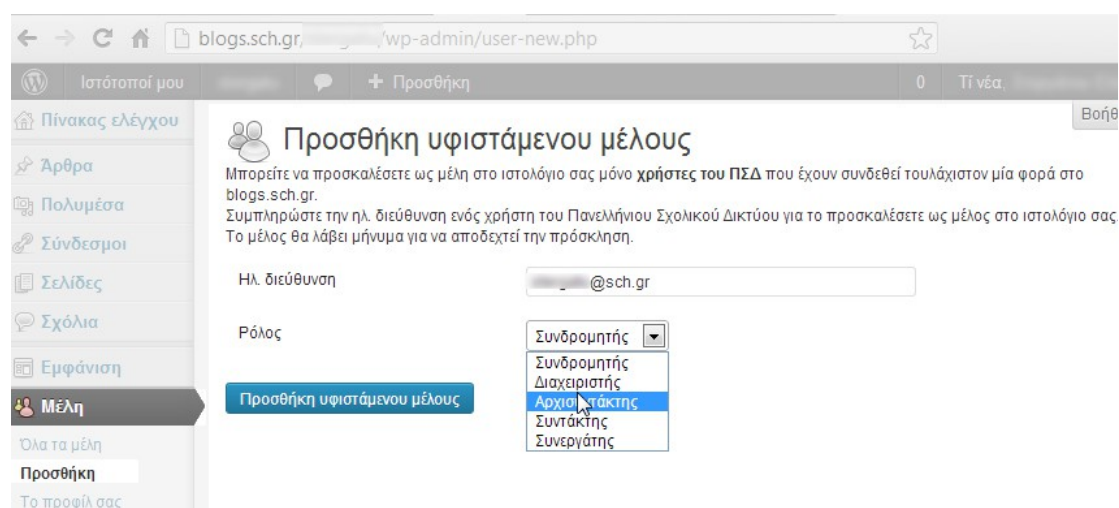 blogs.sch.gr/ /wp-admin/user-new.php
Ιστότοποί μου + Προσθήκη 0 Τί νέα,
Βοήθ
Πίνακας ελέγχου
Άρθρα
Πολυμέσα
Σύνδεσμοι
Σελίδες
Σχόλια
Εμφάνιση
Μέλη
Όλα τα μέλη
Προσθήκη
Το προφίλ σας
Προσθήκη υφιστάμενου μέλους
Μπορείτε να προσκαλέσετε ως μέλη στο ιστολόγιο σας μόνο χρήστες του ΠΣΔ που έχουν συνδεθεί τουλάχιστον μία φορά στο
blogs.sch.gr.
Συμπληρώστε την ηλ. διεύθυνση ενός χρήστη του Πανελλήνιου Σχολικού Δικτύου για το προσκαλέσετε ως μέλος στο ιστολόγιο σας.
Το μέλος θα λάβει μήνυμα για να αποδεχτεί την πρόσκληση.
Ηλ. διεύθυνση @sch.gr
Ρόλος Συνδρομητής
Συνδρομητής
Διαχειριστής
Αρχισυντάκτης
Συντάκτης
Συνεργάτης
Προσθήκη υφιστάμενου μέλους